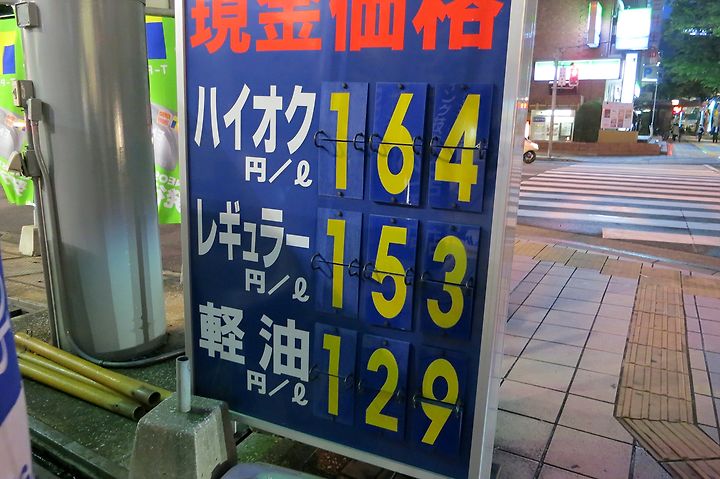 現金価格
ハイオク
円/ℓ
164
レギュラー
円/ℓ
153
軽油
円/ℓ
129